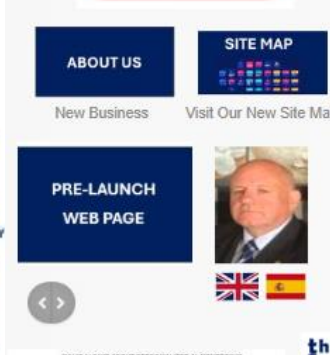 ABOUT US
SITE MAP
New Business
Visit Our New Site Ma
PRE-LAUNCH
WEB PAGE
th